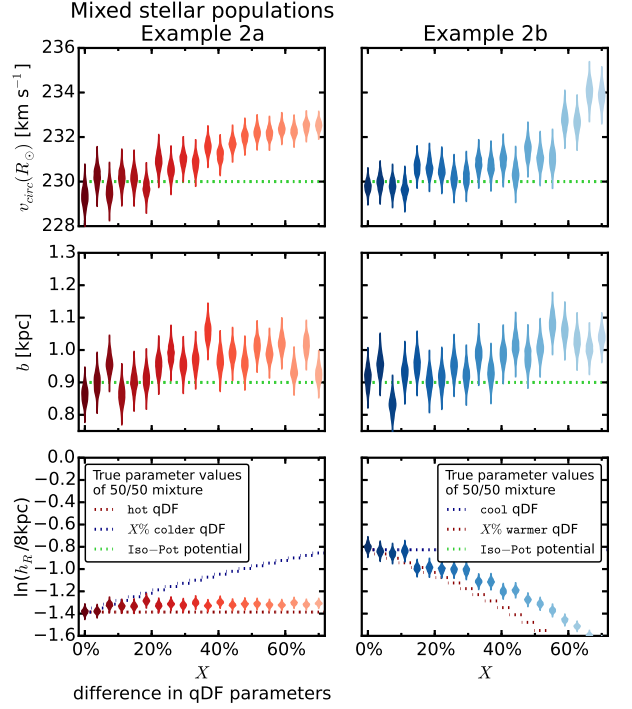 Mixed stellar populations
Example 2a
Example 2b
v_circ(R_⊙) [km s⁻¹]
236
234
232
230
228
b [kpc]
1.3
1.2
1.1
1.0
0.9
0.8
ln(h_R/8kpc)
0.0
−0.2
−0.4
−0.6
−0.8
−1.0
−1.2
−1.4
−1.6
True parameter values
of 50/50 mixture
hot qDF
X% colder qDF
Iso−Pot potential
True parameter values
of 50/50 mixture
cool qDF
X% warmer qDF
Iso−Pot potential
0% 20% 40% 60%
0% 20% 40% 60%
X
X
difference in qDF parameters